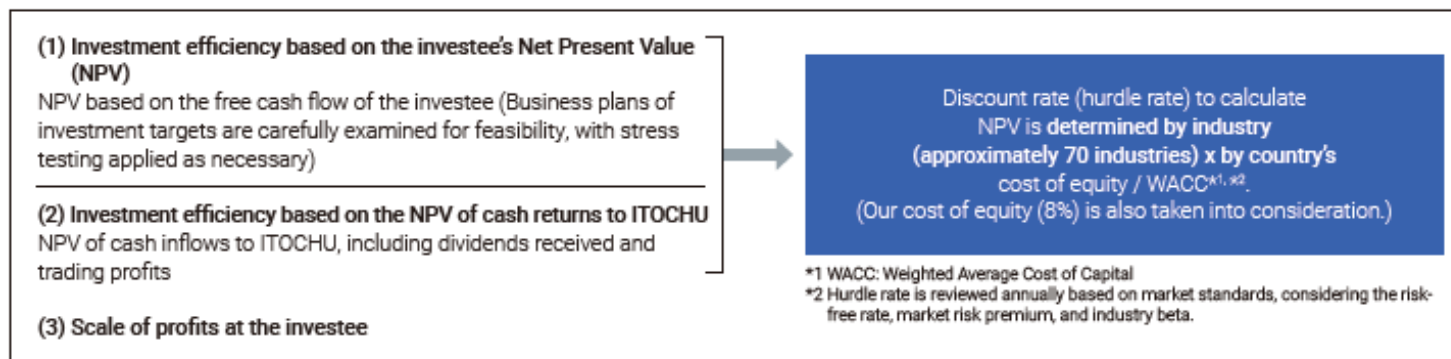 (1) Investment efficiency based on the investee's Net Present Value
(NPV)
NPV based on the free cash flow of the investee (Business plans of
investment targets are carefully examined for feasibility, with stress
testing applied as necessary)
(2) Investment efficiency based on the NPV of cash returns to ITOCHU
NPV of cash inflows to ITOCHU, including dividends received and
trading profits
(3) Scale of profits at the investee
Discount rate (hurdle rate) to calculate
NPV is determined by industry
(approximately 70 industries) x by country's
cost of equity / WACC*1, *2.
(Our cost of equity (8%) is also taken into consideration.)
*1 WACC: Weighted Average Cost of Capital
*2 Hurdle rate is reviewed annually based on market standards, considering the risk-
free rate, market risk premium, and industry beta.